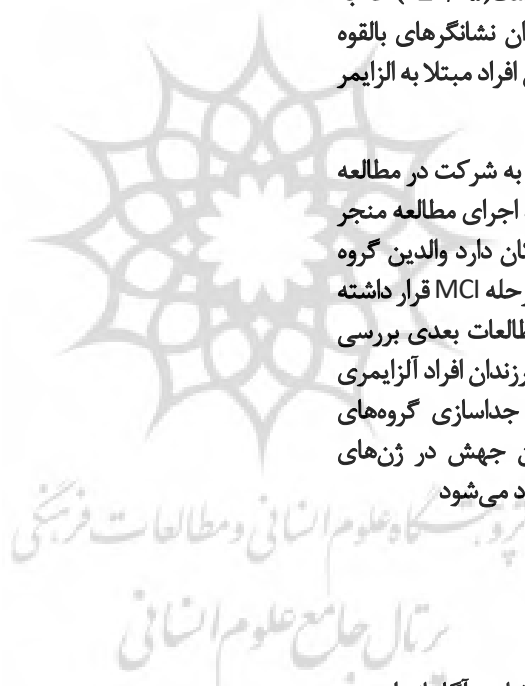 ان نشانگرهای بالقوه
افراد مبتلا به الزایمر
به شرکت در مطالعه
اجرای مطالعه منجر
کان دارد والدین گروه
رحله MCI قرار داشته
طالعات بعدی بررسی
رزندان افراد آلزایمری
جداسازی گروه‌های
ن جهش در ژن‌های
د می‌شود
پژوهشگاه علوم انسانی و مطالعات فرهنگی
پرتال جامع علوم انسانی